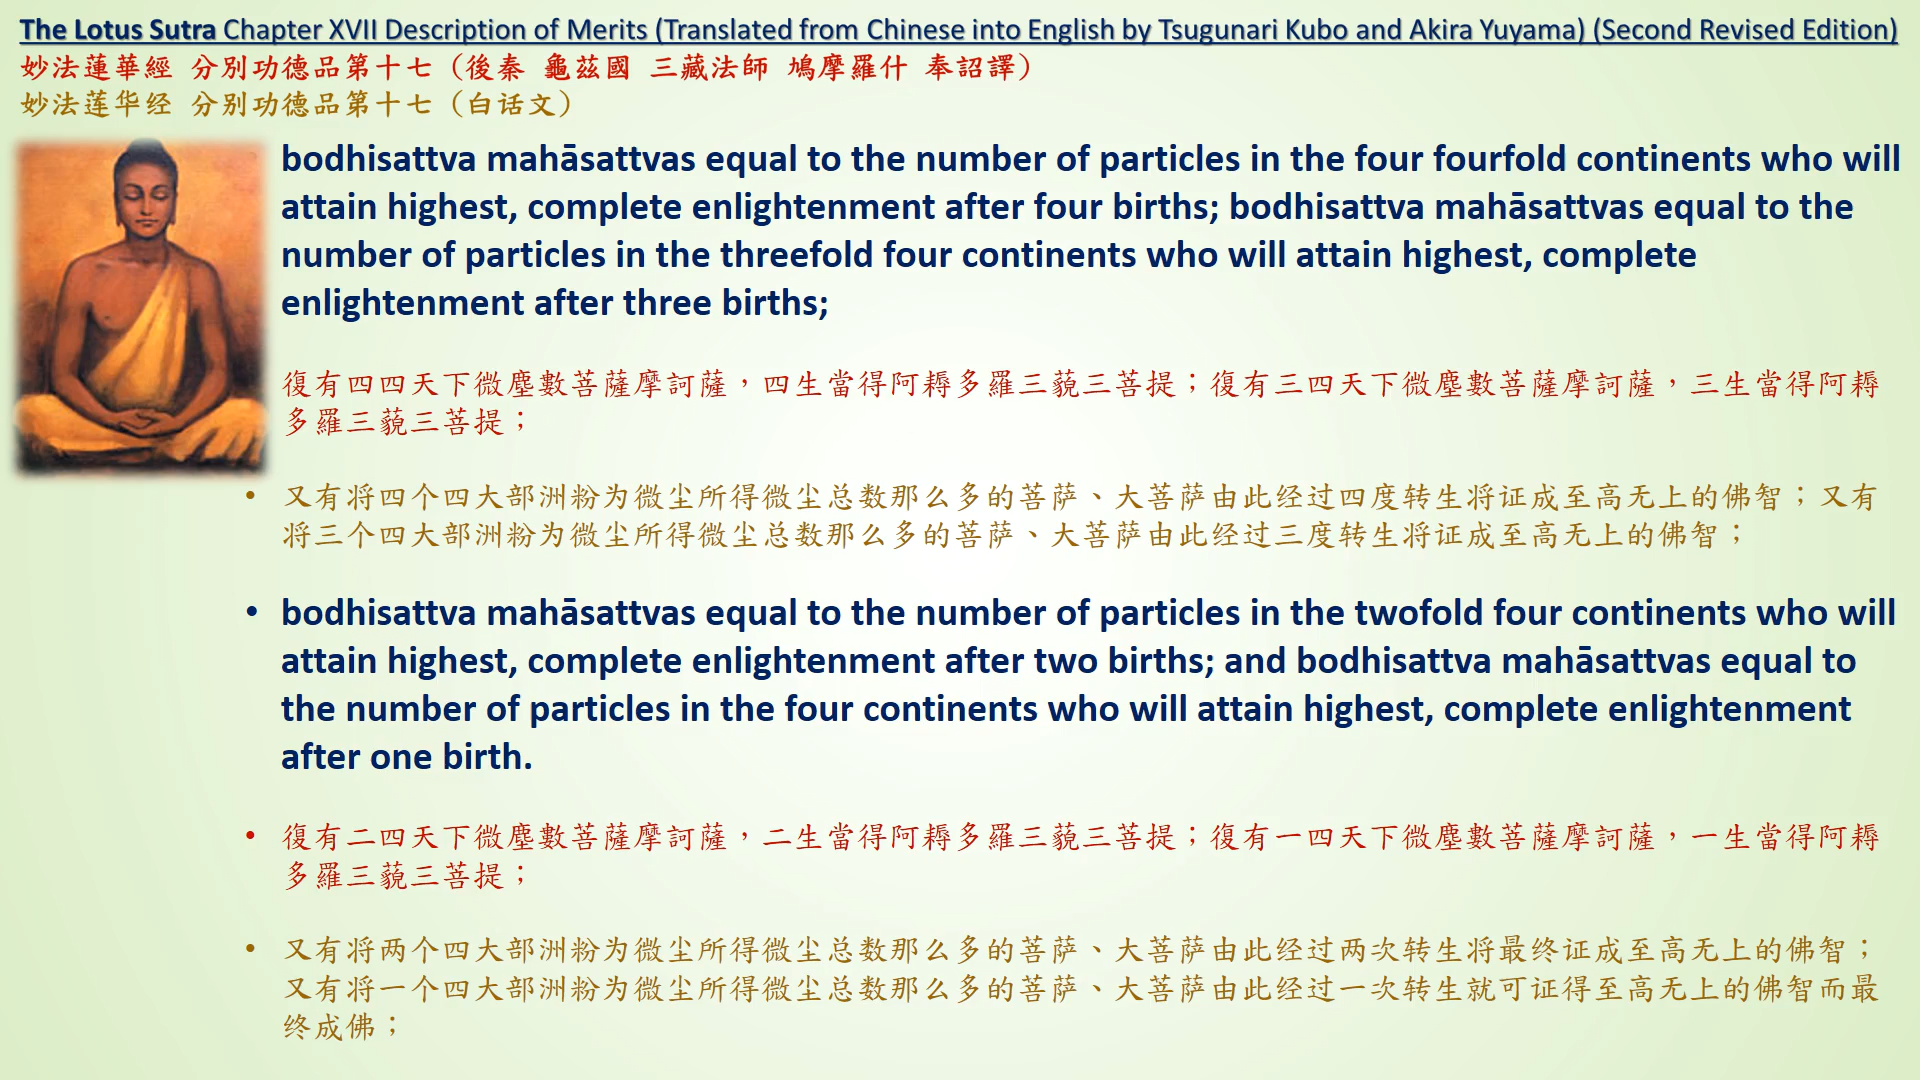 The Lotus Sutra Chapter XVII Description of Merits (Translated from Chinese into English by Tsugunari Kubo and Akira Yuyama) (Second Revised Edition)
妙法蓮華經 分別功德品第十七（後秦 龜茲國 三藏法師 鳩摩羅什 奉詔譯）
妙法莲华经 分别功德品第十七（白话文）
bodhisattva mahāsattvas equal to the number of particles in the four fourfold continents who will
attain highest, complete enlightenment after four births; bodhisattva mahāsattvas equal to the
number of particles in the threefold four continents who will attain highest, complete
enlightenment after three births;
復有四四天下微塵數菩薩摩訶薩，四生當得阿耨多羅三藐三菩提；復有三四天下微塵數菩薩摩訶薩，三生當得阿耨
多羅三藐三菩提；
• 又有将四个四大部洲粉为微尘所得微尘总数那么多的菩萨、大菩萨由此经过四度转生将证成至高无上的佛智；又有
将三个四大部洲粉为微尘所得微尘总数那么多的菩萨、大菩萨由此经过三度转生将证成至高无上的佛智；
• bodhisattva mahāsattvas equal to the number of particles in the twofold four continents who will
attain highest, complete enlightenment after two births; and bodhisattva mahāsattvas equal to
the number of particles in the four continents who will attain highest, complete enlightenment
after one birth.
• 復有二四天下微塵數菩薩摩訶薩，二生當得阿耨多羅三藐三菩提；復有一四天下微塵數菩薩摩訶薩，一生當得阿耨
多羅三藐三菩提；
• 又有将两个四大部洲粉为微尘所得微尘总数那么多的菩萨、大菩萨由此经过两次转生将最终证成至高无上的佛智；
又有将一个四大部洲粉为微尘所得微尘总数那么多的菩萨、大菩萨由此经过一次转生就可证得至高无上的佛智而最
终成佛；